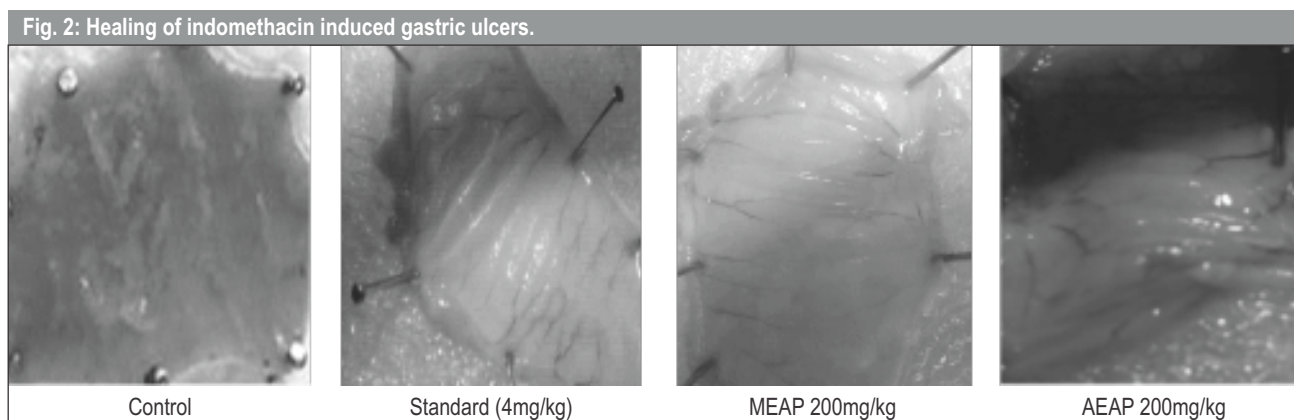 Fig. 2: Healing of indomethacin induced gastric ulcers.
Control
Standard (4mg/kg)
MEAP 200mg/kg
AEAP 200mg/kg